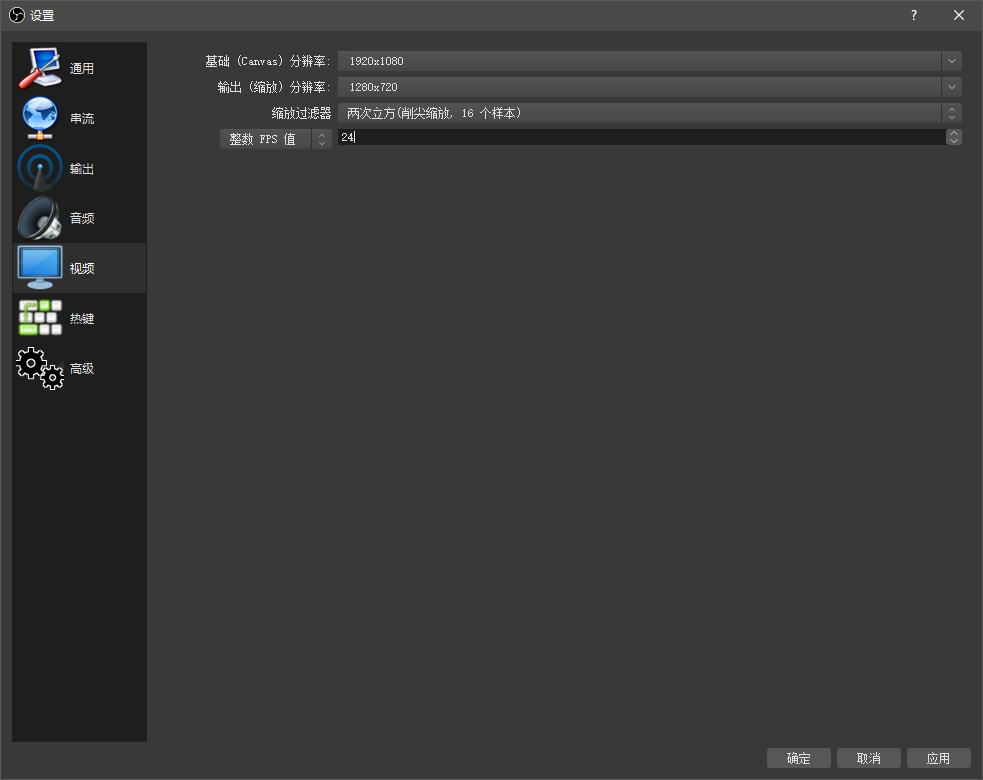 设置
?
通用
串流
输出
音频
视频
热键
高级
基础 (Canvas) 分辨率:
1920x1080
输出 (缩放) 分辨率:
1280x720
缩放过滤器
两次立方(削尖缩放, 16 个样本)
整数 FPS 值
24
确定
取消
应用